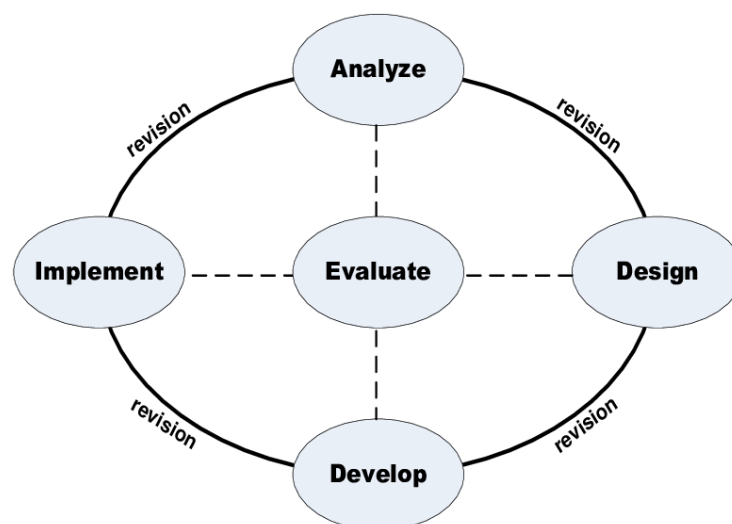 Analyze
revision
revision
Implement
Evaluate
Design
revision
revision
Develop